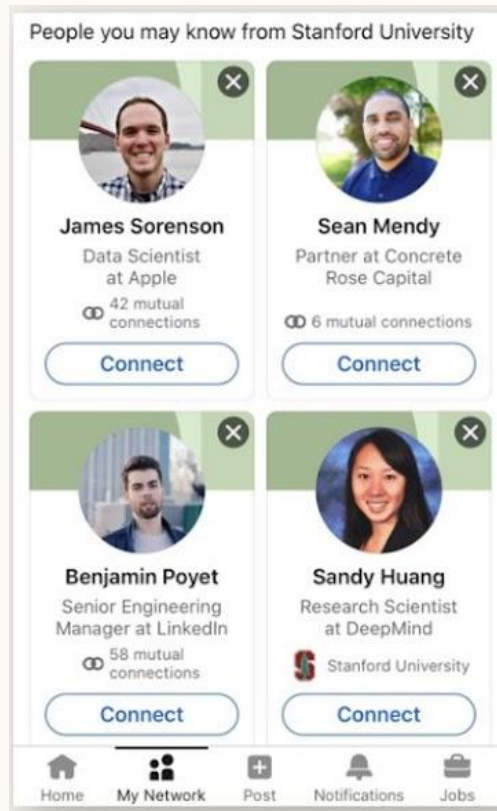 People you may know from Stanford University
James Sorenson
Data Scientist
at Apple
42 mutual
connections
Connect
Sean Mendy
Partner at Concrete
Rose Capital
6 mutual connections
Connect
Benjamin Poyet
Senior Engineering
Manager at LinkedIn
58 mutual
connections
Connect
Sandy Huang
Research Scientist
at DeepMind
Stanford University
Connect
Home
My Network
Post
Notifications
Jobs